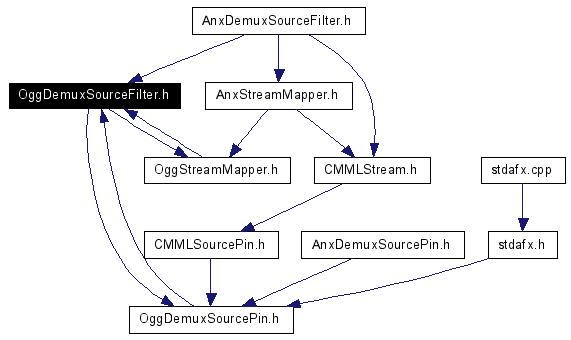 AnxDemuxSourceFilter.h
OggDemuxSourceFilter.h
AnxStreamMapper.h
OggStreamMapper.h
CMMLStream.h
stdafx.cpp
CMMLSourcePin.h
AnxDemuxSourcePin.h
stdafx.h
OggDemuxSourcePin.h